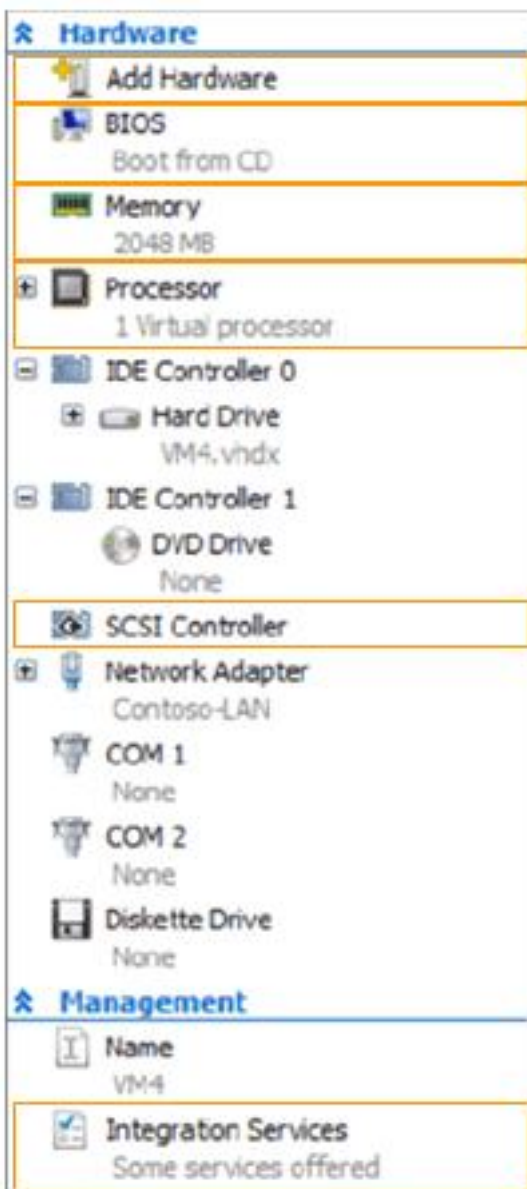 Hardware
Add Hardware
BIOS
Boot from CD
Memory
2048 MB
Processor
1 Virtual processor
IDE Controller 0
Hard Drive
VM4.vhdx
IDE Controller 1
DVD Drive
None
SCSI Controller
Network Adapter
Contoso-LAN
COM 1
None
COM 2
None
Diskette Drive
None
Management
Name
VM4
Integration Services
Some services offered